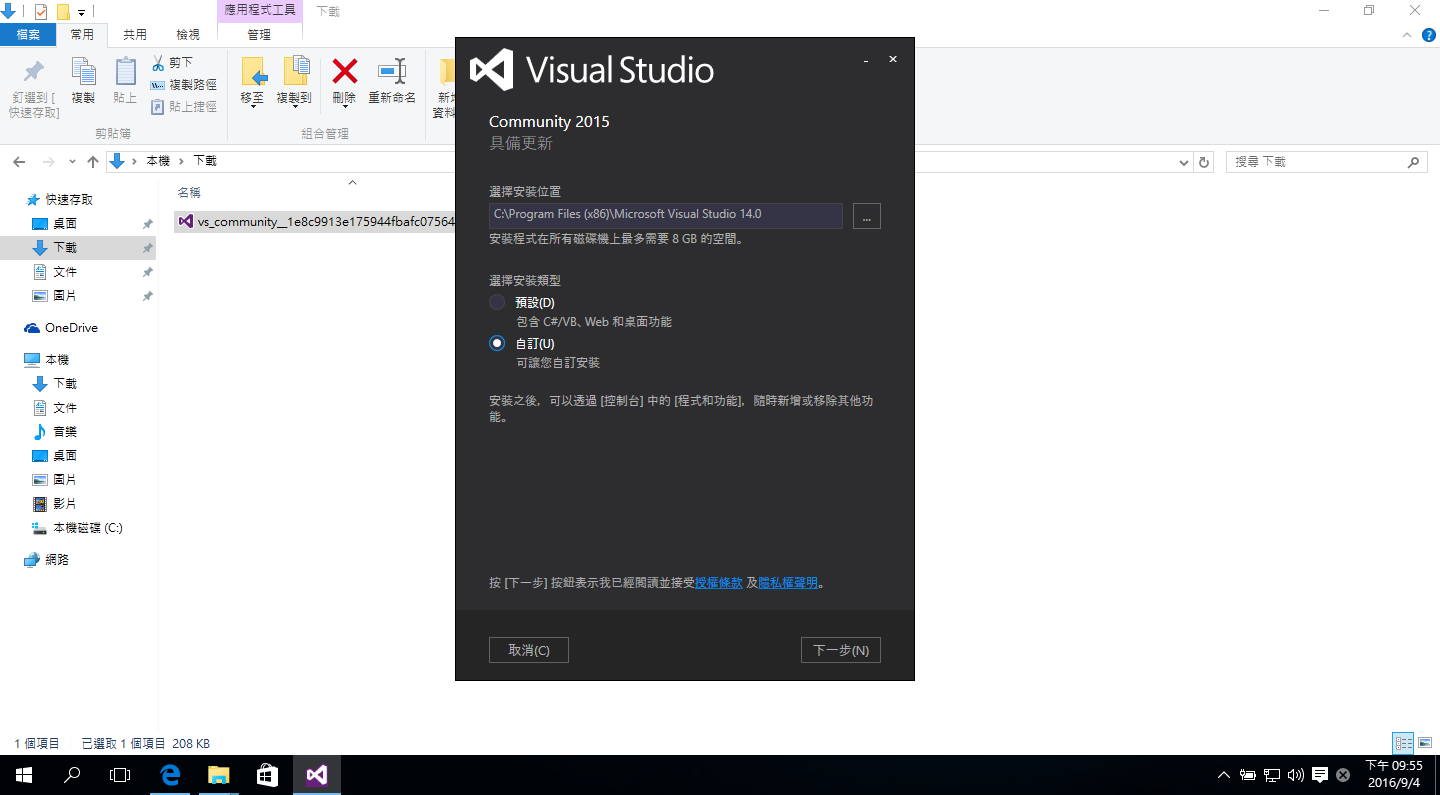 應用程式工具
下載
檔案
常用
共用
檢視
管理
釘選到 [
快速存取]
複製
貼上
剪下
複製路徑
貼上捷徑
移至
複製到
刪除
重新命名
新增
資料
剪貼簿
組合管理
本機
下載
搜尋 下載
快速存取
桌面
下載
文件
圖片
OneDrive
本機
下載
文件
音樂
桌面
圖片
影片
本機磁碟 (C:)
網路
名稱
vs_community__1e8c9913e175944fbafc07564
Visual Studio
Community 2015
具備更新
選擇安裝位置
C:\Program Files (x86)\Microsoft Visual Studio 14.0
...
安裝程式在所有磁碟機上最多需要 8 GB 的空間。
選擇安裝類型
預設(D)
包含 C#/VB、Web 和桌面功能
自訂(U)
可讓您自訂安裝
安裝之後，可以透過 [控制台] 中的 [程式和功能]，隨時新增或移除其他功
能。
按 [下一步] 按鈕表示我已經閱讀並接受授權條款 及隱私權聲明。
取消(C)
下一步(N)
1 個項目
已選取 1 個項目 208 KB
下午 09:55
2016/9/4